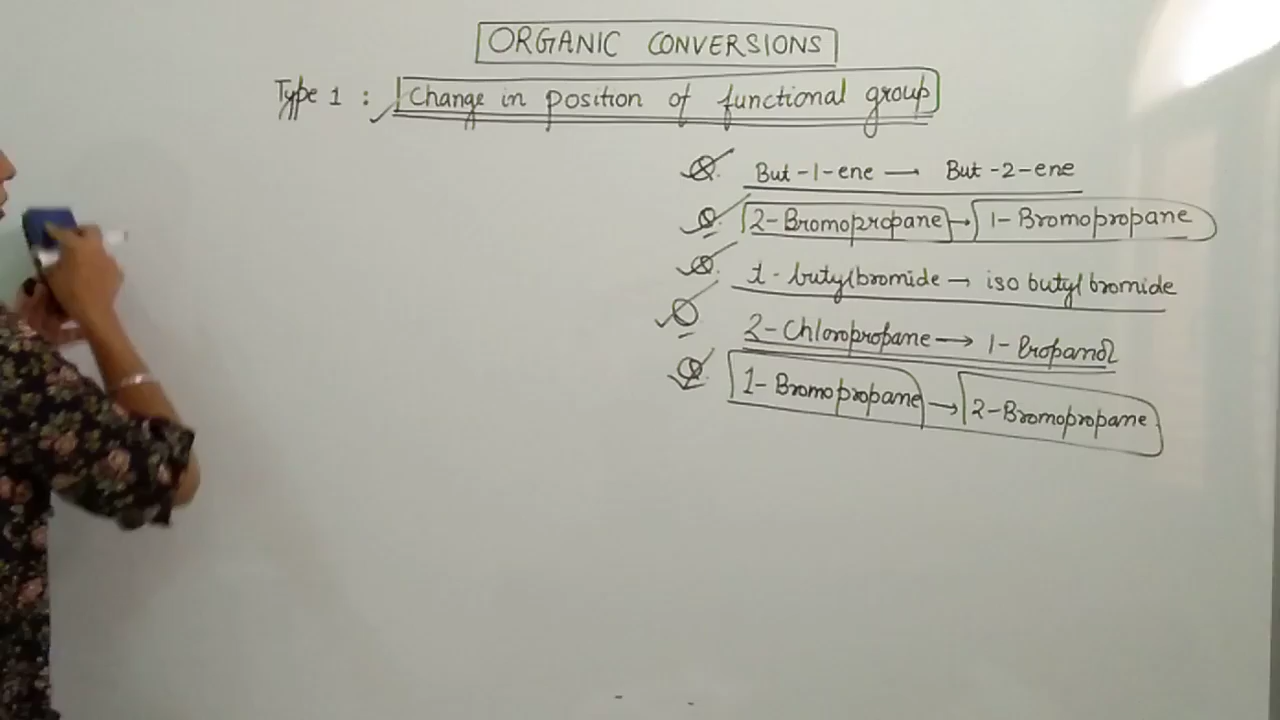 ORGANIC CONVERSIONS
Type 1 : Change in position of functional group
But-1-ene → But-2-ene
2-Bromopropane → 1-Bromopropane
t-butylbromide → iso butyl bromide
2-Chloropropane → 1-Propanol
1-Bromopropane → 2-Bromopropane